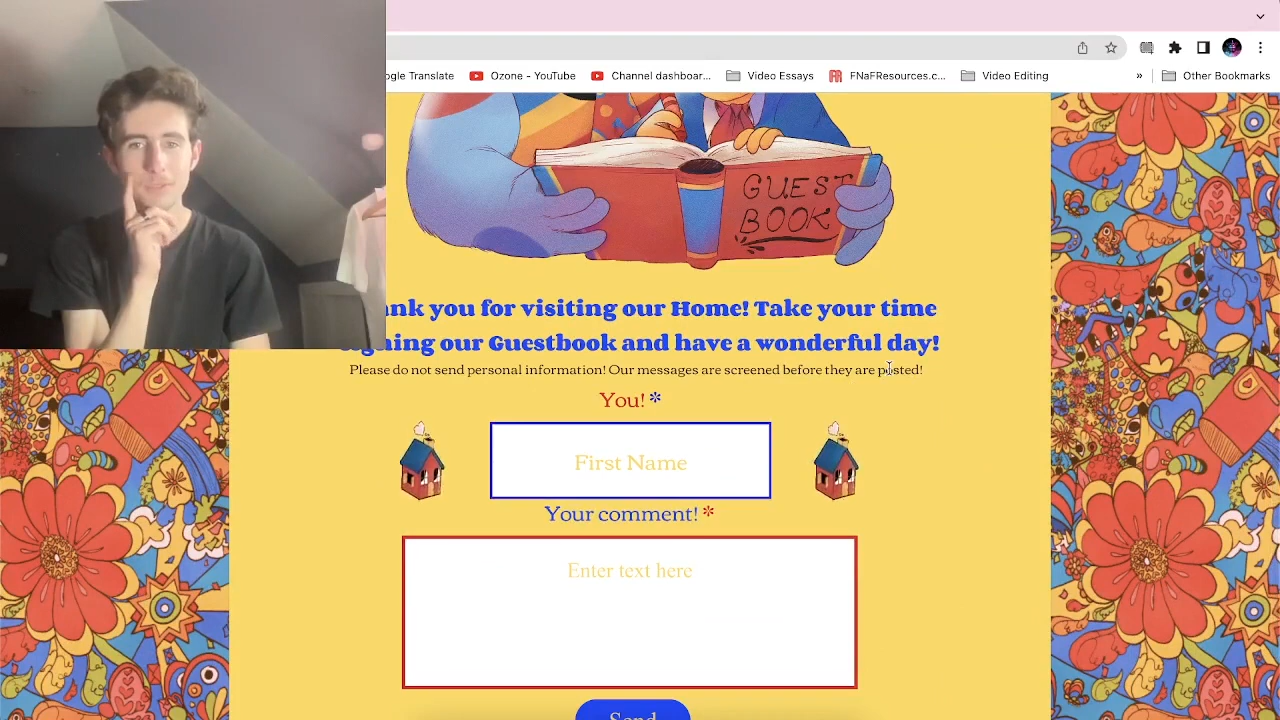 ogle Translate
Ozone - YouTube
Channel dashboar...
Video Essays
FNaFResources.c...
Video Editing
»
Other Bookmarks
GUEST
BOOK
ank you for visiting our Home! Take your time
igning our Guestbook and have a wonderful day!
Please do not send personal information! Our messages are screened before they are posted!
You! *
First Name
Your comment! *
Enter text here
Send